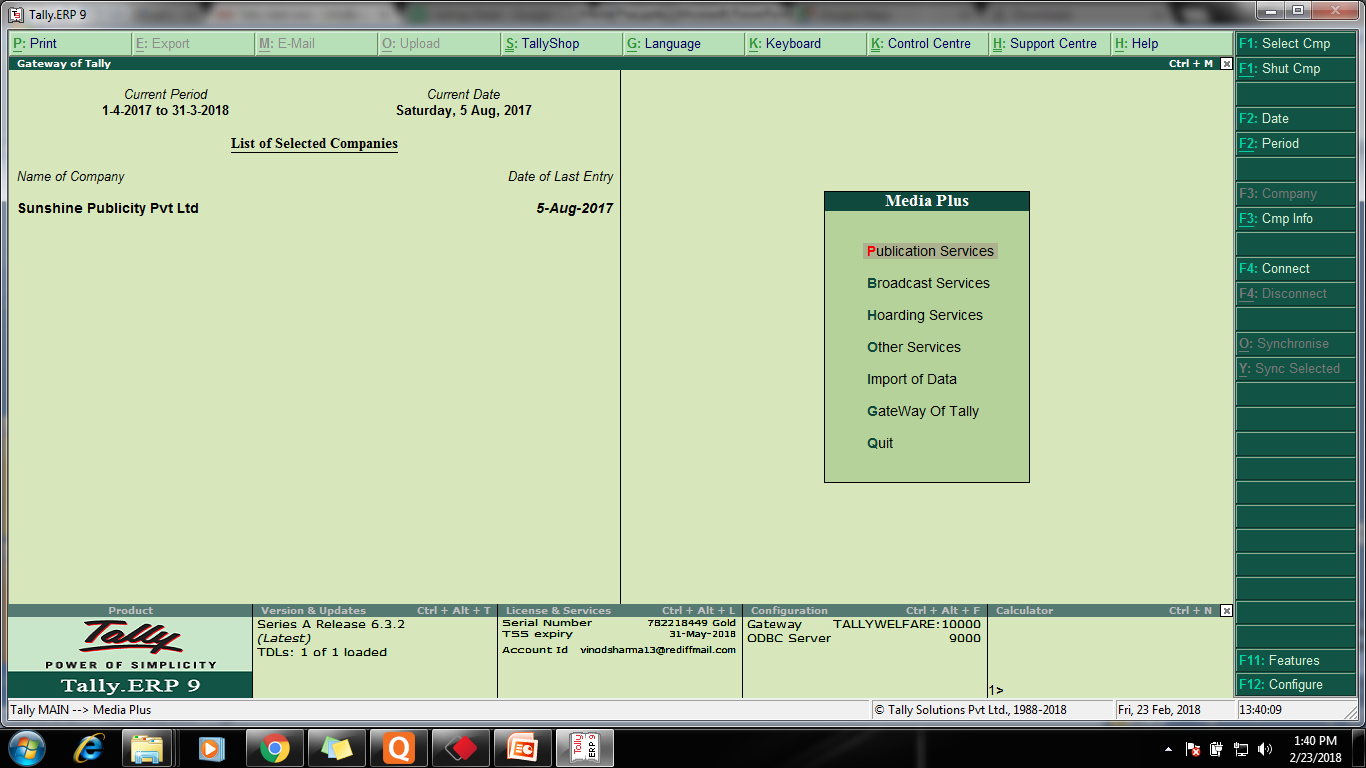 Tally.ERP 9
P: Print E: Export M: E-Mail O: Upload S: TallyShop G: Language K: Keyboard K: Control Centre H: Support Centre H: Help
Gateway of Tally Ctrl + M
Current Period Current Date
1-4-2017 to 31-3-2018 Saturday, 5 Aug, 2017
List of Selected Companies
Name of Company Date of Last Entry
Sunshine Publicity Pvt Ltd 5-Aug-2017
Media Plus
Publication Services
Broadcast Services
Hoarding Services
Other Services
Import of Data
GateWay Of Tally
Quit
F1: Select Cmp
F1: Shut Cmp
F2: Date
F2: Period
F3: Company
F3: Cmp Info
F4: Connect
F4: Disconnect
O: Synchronise
Y: Sync Selected
F11: Features
F12: Configure
Product
Tally
POWER OF SIMPLICITY
Tally.ERP 9
Version & Updates Ctrl + Alt + T
Series A Release 6.3.2
(Latest)
TDLs: 1 of 1 loaded
License & Services Ctrl + Alt + L
Serial Number 782218449 Gold
TSS expiry 31-May-2018
Account Id vinodsharma13@rediffmail.com
Configuration Ctrl + Alt + F
Gateway TALLYWELFARE:10000
ODBC Server 9000
Calculator Ctrl + N
1>
Tally MAIN --> Media Plus © Tally Solutions Pvt Ltd., 1988-2018 Fri, 23 Feb, 2018 13:40:09
Tally
ERP 9
1:40 PM
2/23/2018